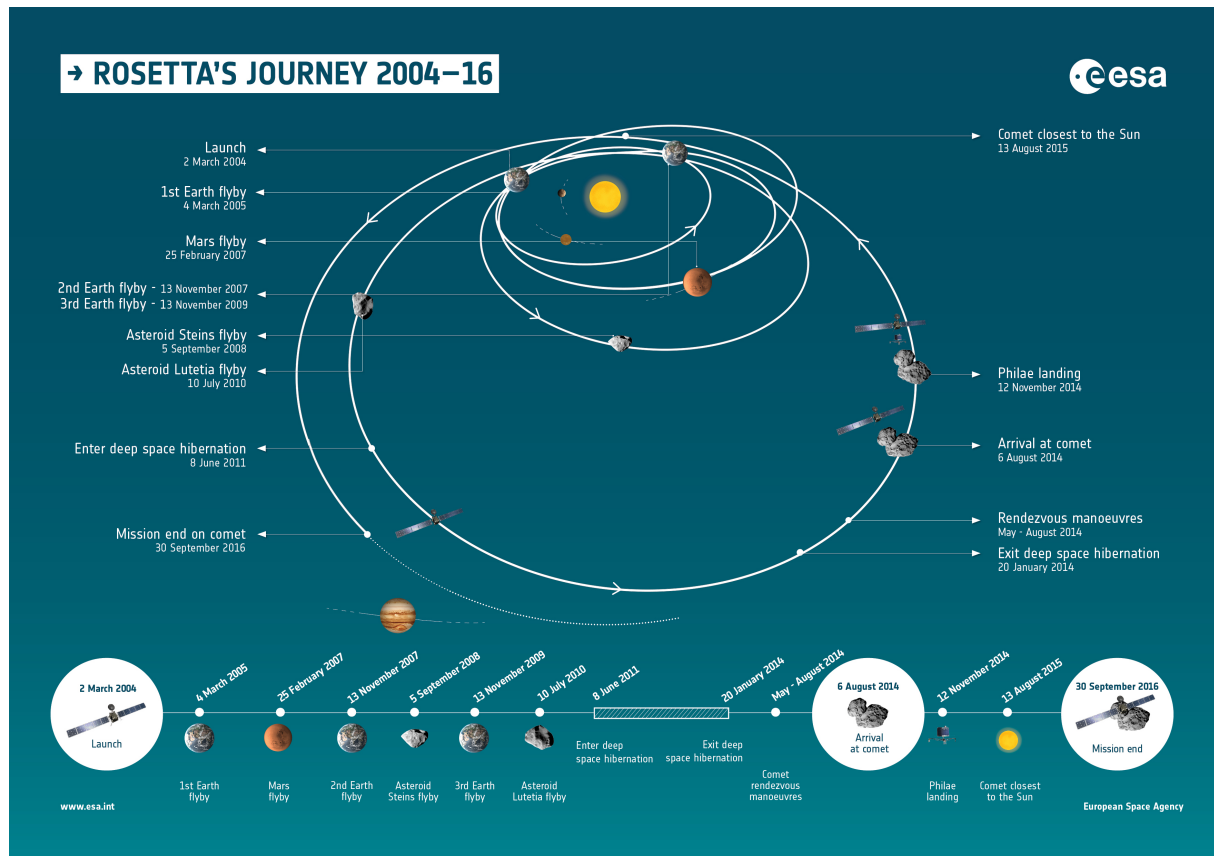 → ROSETTA'S JOURNEY 2004–16
esa
Launch
2 March 2004
1st Earth flyby
4 March 2005
Mars flyby
25 February 2007
2nd Earth flyby - 13 November 2007
3rd Earth flyby - 13 November 2009
Asteroid Steins flyby
5 September 2008
Asteroid Lutetia flyby
10 July 2010
Enter deep space hibernation
8 June 2011
Mission end on comet
30 September 2016
Comet closest to the Sun
13 August 2015
Philae landing
12 November 2014
Arrival at comet
6 August 2014
Rendezvous manoeuvres
May - August 2014
Exit deep space hibernation
20 January 2014
2 March 2004
Launch
4 March 2005
1st Earth
flyby
25 February 2007
Mars
flyby
13 November 2007
2nd Earth
flyby
5 September 2008
Asteroid
Steins flyby
13 November 2009
3rd Earth
flyby
10 July 2010
Asteroid
Lutetia flyby
8 June 2011
Enter deep
space hibernation
20 January 2014
Exit deep
space hibernation
May - August 2014
Comet
rendezvous
manoeuvres
6 August 2014
Arrival
at comet
12 November 2014
Philae
landing
13 August 2015
Comet closest
to the Sun
30 September 2016
Mission end
www.esa.int
European Space Agency